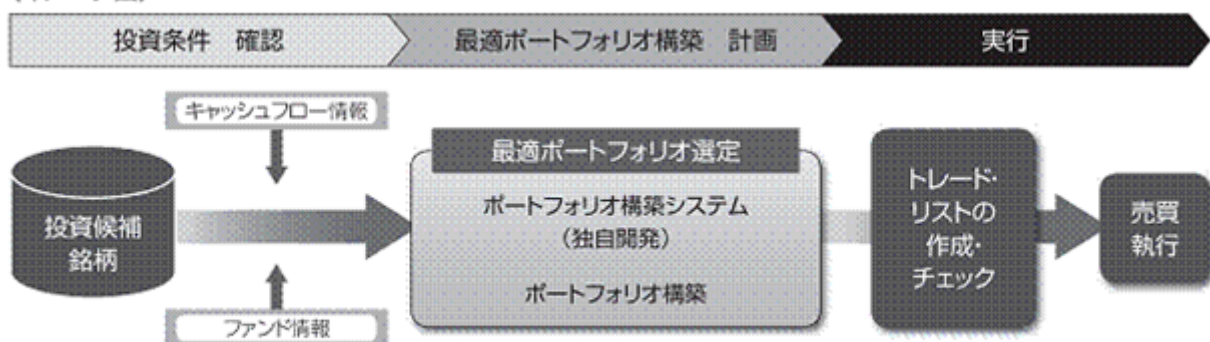 投資条件 確認
最適ポートフォリオ構築 計画
実行
キャッシュフロー情報
投資候補
銘柄
ファンド情報
最適ポートフォリオ選定
ポートフォリオ構築システム
(独自開発)
ポートフォリオ構築
トレード・
リストの
作成・
チェック
売買
執行